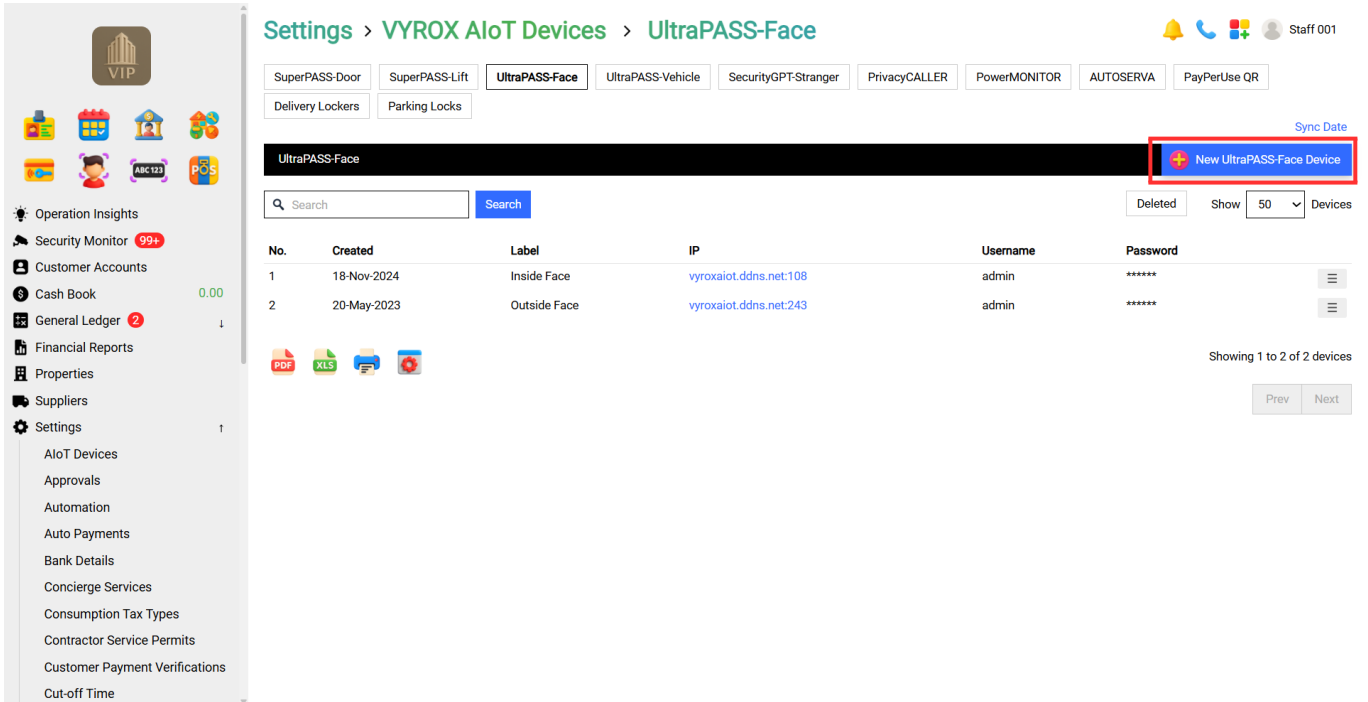 Settings › VYROX AIoT Devices › UltraPASS-Face
Staff 001
VIP
SuperPASS-Door SuperPASS-Lift UltraPASS-Face UltraPASS-Vehicle SecurityGPT-Stranger PrivacyCALLER PowerMONITOR AUTOSERVA PayPerUse QR
Delivery Lockers Parking Locks
Sync Date
UltraPASS-Face New UltraPASS-Face Device
ABC 123 POS
Search Search Deleted Show 50 Devices
No. Created Label IP Username Password
1 18-Nov-2024 Inside Face vyroxaiot.ddns.net:108 admin ******
2 20-May-2023 Outside Face vyroxaiot.ddns.net:243 admin ******
PDF XLS
Showing 1 to 2 of 2 devices
Prev Next
Operation Insights
Security Monitor 99+
Customer Accounts
Cash Book 0.00
General Ledger 2 ↓
Financial Reports
Properties
Suppliers
Settings ↑
AIoT Devices
Approvals
Automation
Auto Payments
Bank Details
Concierge Services
Consumption Tax Types
Contractor Service Permits
Customer Payment Verifications
Cut-off Time